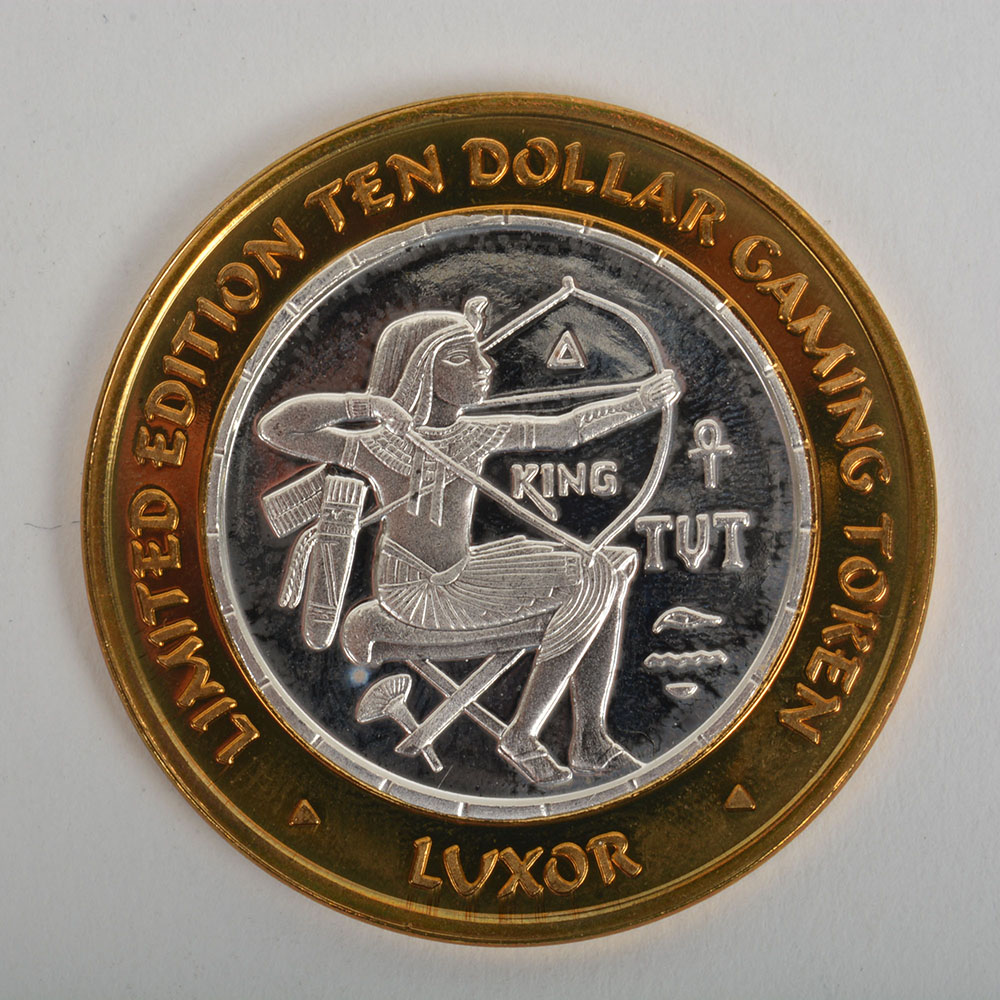 LIMITED EDITION TEN DOLLAR GAMING TOKEN
KING
TUT
LUXOR